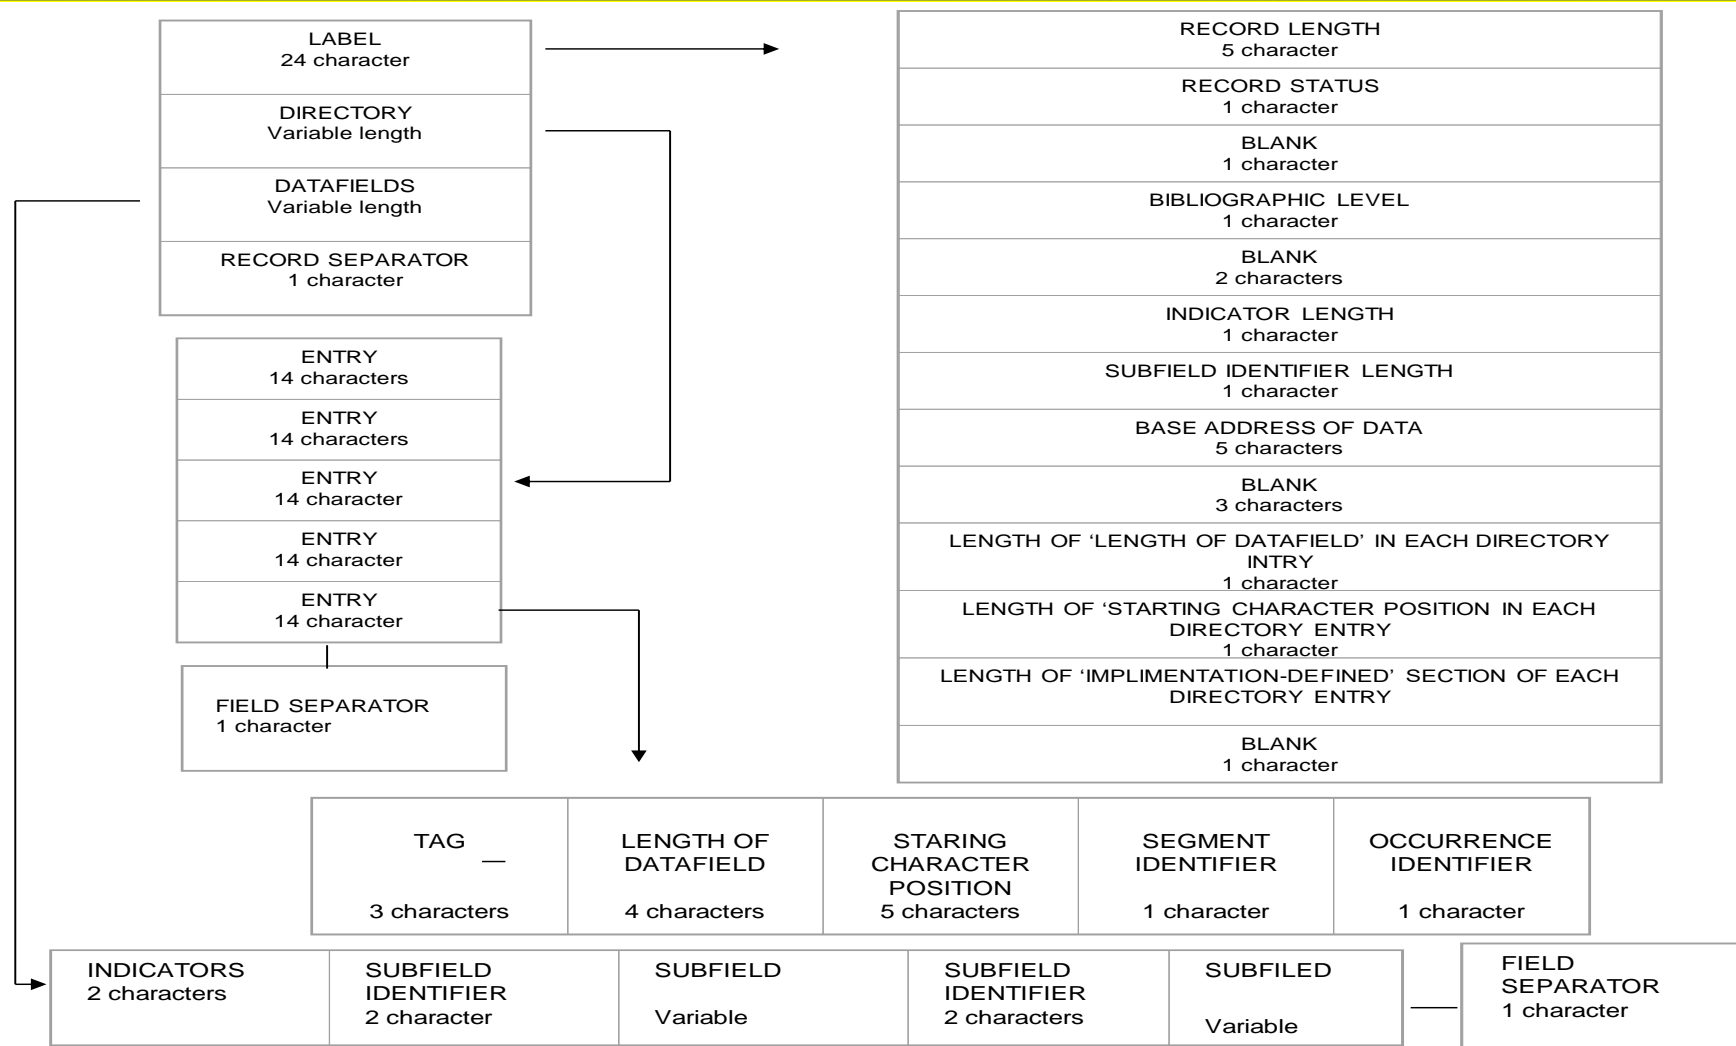 LABEL
24 character
DIRECTORY
Variable length
DATAFIELDS
Variable length
RECORD SEPARATOR
1 character
RECORD LENGTH
5 character
RECORD STATUS
1 character
BLANK
1 character
BIBLIOGRAPHIC LEVEL
1 character
BLANK
2 characters
INDICATOR LENGTH
1 character
SUBFIELD IDENTIFIER LENGTH
1 character
BASE ADDRESS OF DATA
5 characters
BLANK
3 characters
LENGTH OF ‘LENGTH OF DATAFIELD’ IN EACH DIRECTORY
INTRY
1 character
LENGTH OF ‘STARTING CHARACTER POSITION IN EACH
DIRECTORY ENTRY
1 character
LENGTH OF ‘IMPLIMENTATION-DEFINED’ SECTION OF EACH
DIRECTORY ENTRY
BLANK
1 character
ENTRY
14 characters
ENTRY
14 characters
ENTRY
14 character
ENTRY
14 character
ENTRY
14 character
FIELD SEPARATOR
1 character
TAG
3 characters
LENGTH OF
DATAFIELD
4 characters
STARING
CHARACTER
POSITION
5 characters
SEGMENT
IDENTIFIER
1 character
OCCURRENCE
IDENTIFIER
1 character
INDICATORS
2 characters
SUBFIELD
IDENTIFIER
2 character
SUBFIELD
Variable
SUBFIELD
IDENTIFIER
2 characters
SUBFILED
Variable
FIELD
SEPARATOR
1 character